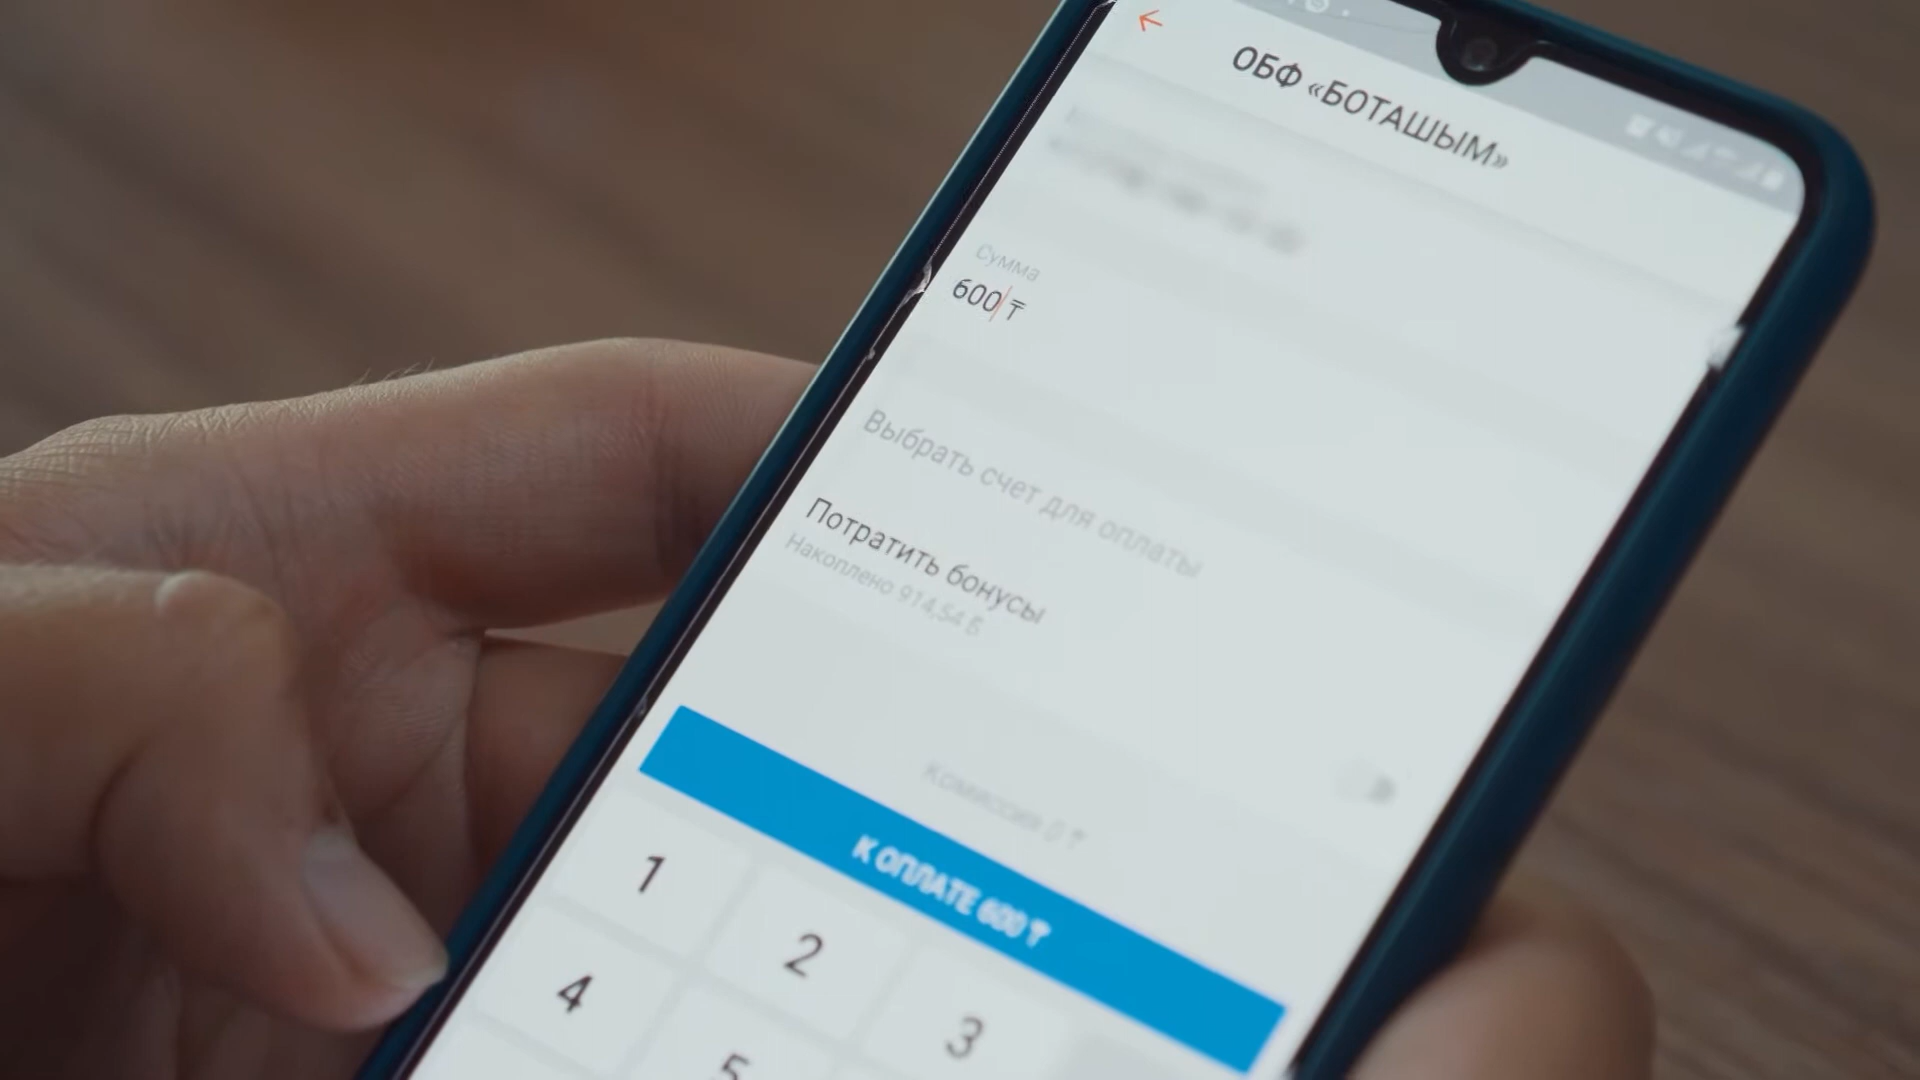 ОБФ «БОТАШЫМ»
Сумма
600 ₸
Выбрать счет для оплаты
Потратить бонусы
Накоплено 914,54 Б
Комиссия 0 ₸
К ОПЛАТЕ 600 ₸
1
2
3
4
5